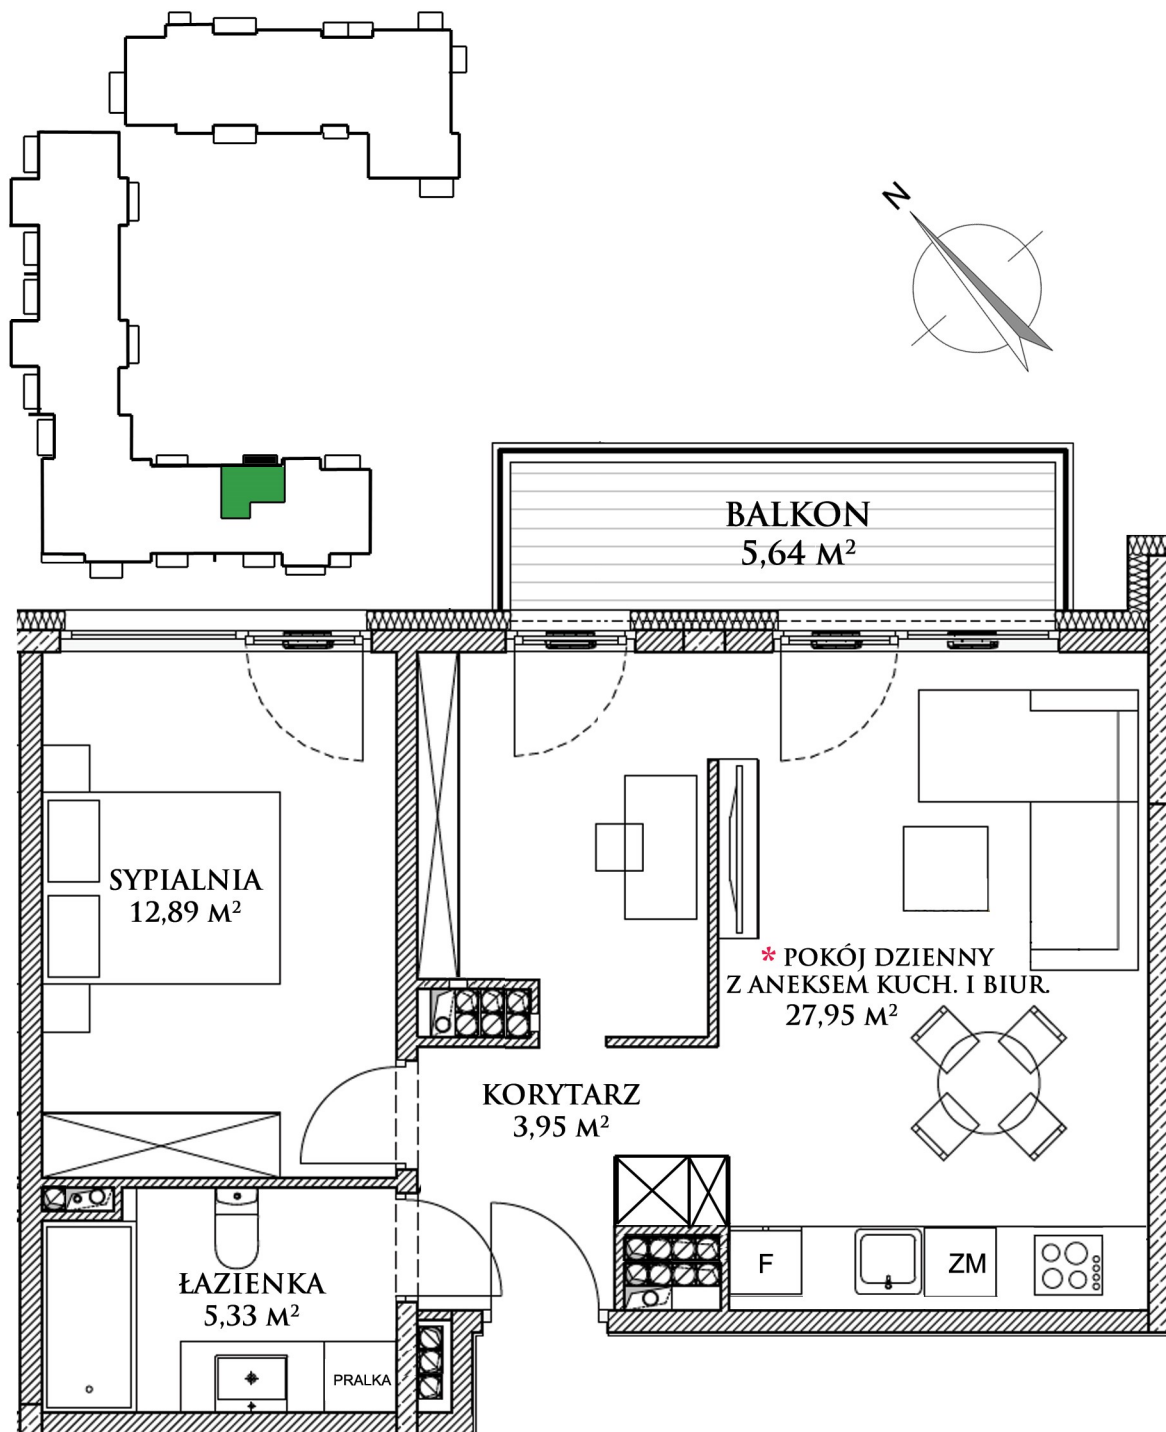 N
BALKON
5,64 M²
SYPIALNIA
12,89 M²
* POKÓJ DZIENNY
Z ANEKSEM KUCH. I BIUR.
27,95 M²
KORYTARZ
3,95 M²
F
ZM
ŁAZIENKA
5,33 M²
PRALKA